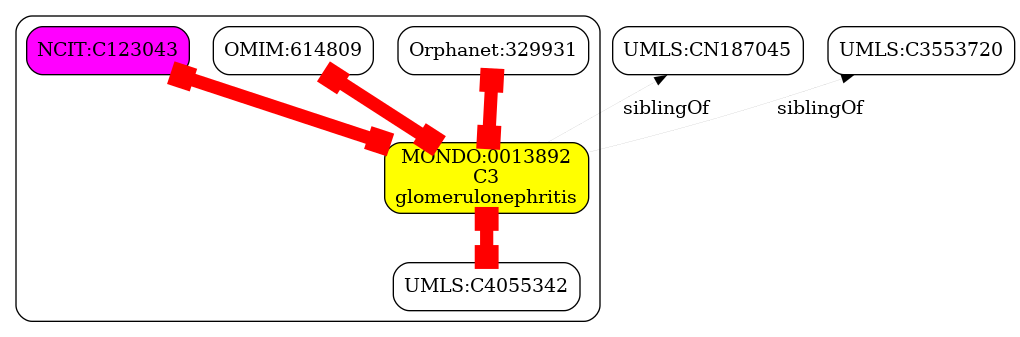 NCIT:C123043
OMIM:614809
Orphanet:329931
UMLS:CN187045
UMLS:C3553720
siblingOf
siblingOf
MONDO:0013892
C3
glomerulonephritis
UMLS:C4055342